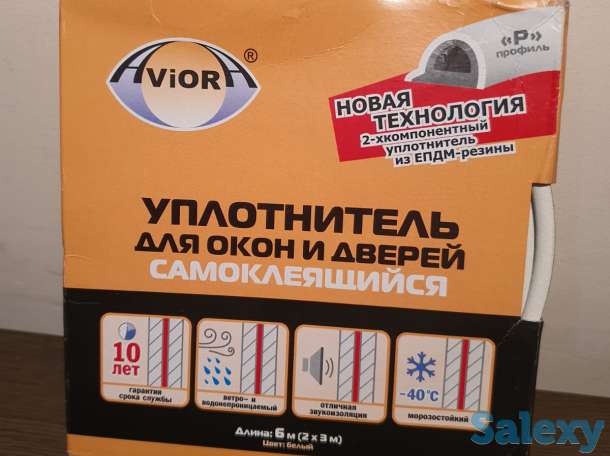 AViORA®
«Р»
профиль
НОВАЯ
ТЕХНОЛОГИЯ
2-хкомпонентный
уплотнитель
из ЕПДМ-резины
УПЛОТНИТЕЛЬ
ДЛЯ ОКОН И ДВЕРЕЙ
САМОКЛЕЯЩИЙСЯ
10
лет
гарантия
срока службы
ветро- и
водонепроницаемый
отличная
звукоизоляция
-40°С
морозостойкий
Длина: 6 м (2 x 3 м)
Цвет: белый
Salexy